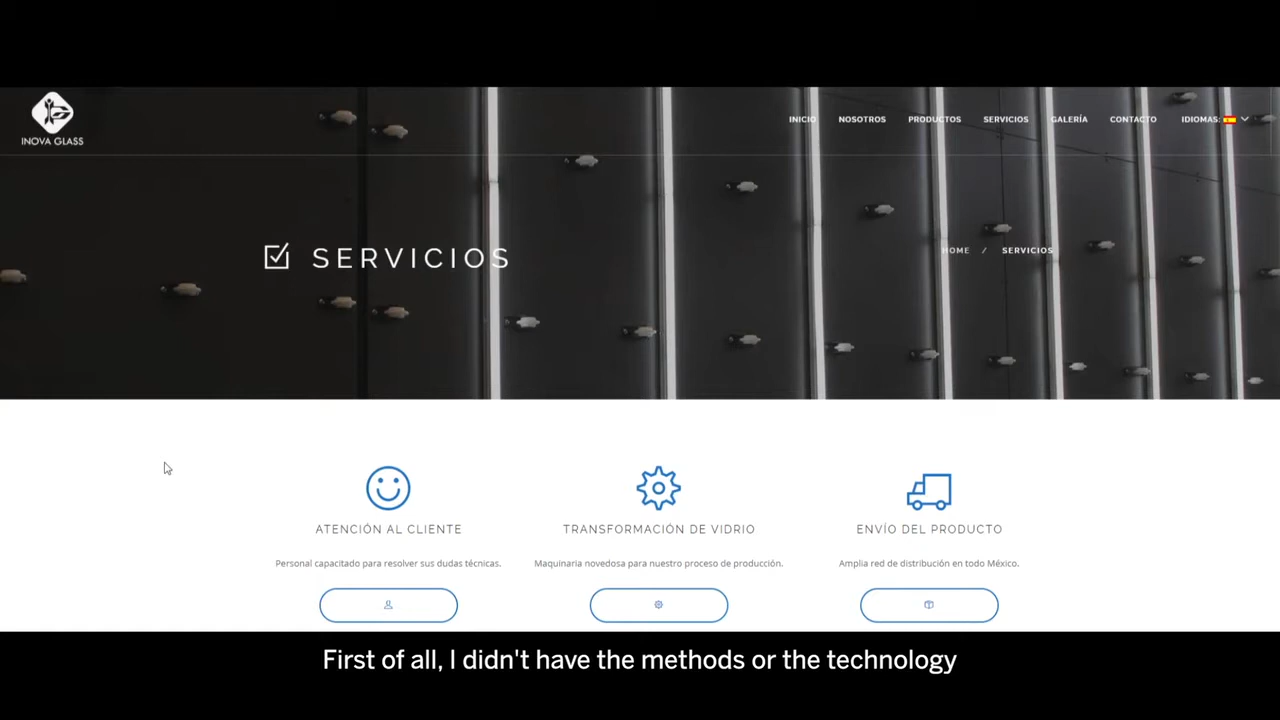 INOVA GLASS
INICIO NOSOTROS PRODUCTOS SERVICIOS GALERÍA CONTACTO IDIOMAS:
SERVICIOS
HOME / SERVICIOS
ATENCIÓN AL CLIENTE
Personal capacitado para resolver sus dudas técnicas.
TRANSFORMACIÓN DE VIDRIO
Maquinaria novedosa para nuestro proceso de producción.
ENVÍO DEL PRODUCTO
Amplia red de distribución en todo México.
First of all, I didn't have the methods or the technology